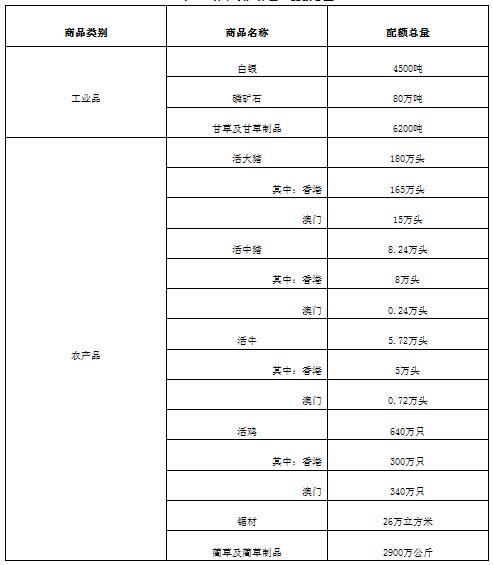 商品类别 商品名称 配额总量
工业品 白银 4500吨
磷矿石 80万吨
甘草及甘草制品 6200吨
农产品 活大猪 180万头
其中：香港 165万头
澳门 15万头
活中猪 8.24万头
其中：香港 8万头
澳门 0.24万头
活牛 5.72万头
其中：香港 5万头
澳门 0.72万头
活鸡 640万只
其中：香港 300万只
澳门 340万只
锯材 26万立方米
蔺草及蔺草制品 2900万公斤